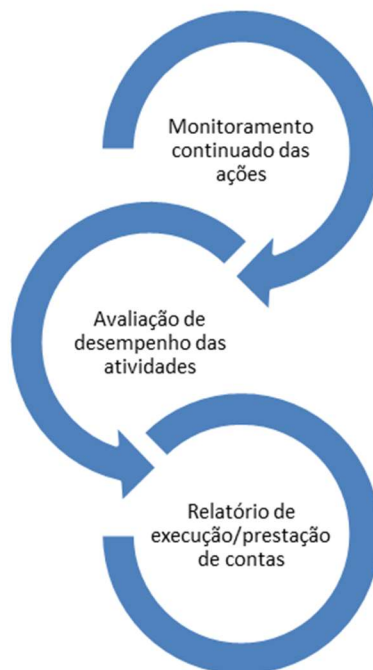 Monitoramento
continuado das
ações
Avaliação de
desempenho das
atividades
Relatório de
execução/prestação
de contas